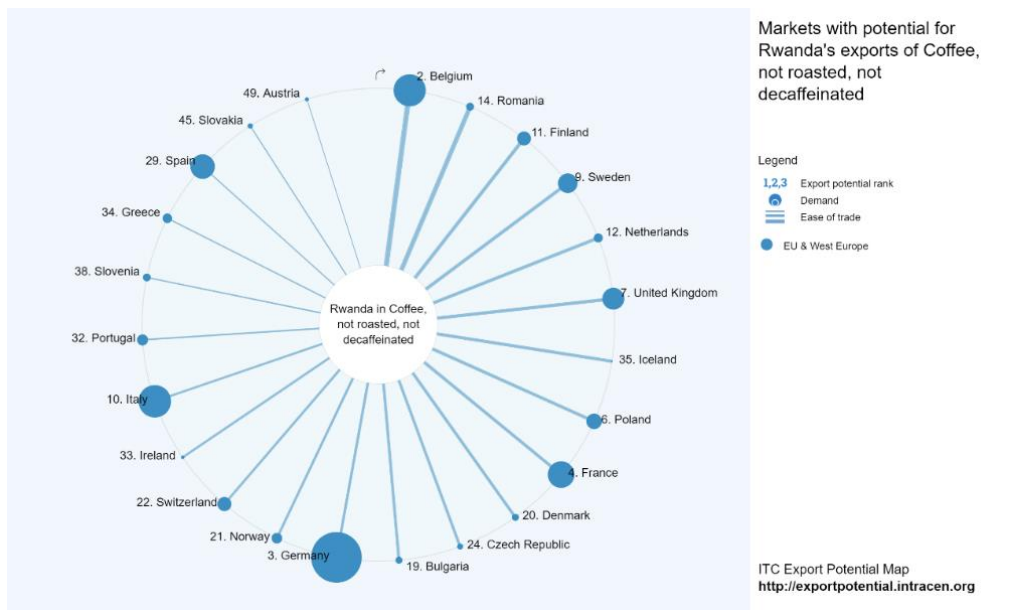 Markets with potential for
Rwanda's exports of Coffee,
not roasted, not
decaffeinated
Legend
1,2,3 Export potential rank
Demand
Ease of trade
EU & West Europe
2. Belgium
14. Romania
11. Finland
9. Sweden
12. Netherlands
7. United Kingdom
35. Iceland
6. Poland
4. France
20. Denmark
24. Czech Republic
19. Bulgaria
3. Germany
21. Norway
22. Switzerland
33. Ireland
10. Italy
32. Portugal
38. Slovenia
34. Greece
29. Spain
45. Slovakia
49. Austria
Rwanda in Coffee,
not roasted, not
decaffeinated
ITC Export Potential Map
http://exportpotential.intracen.org